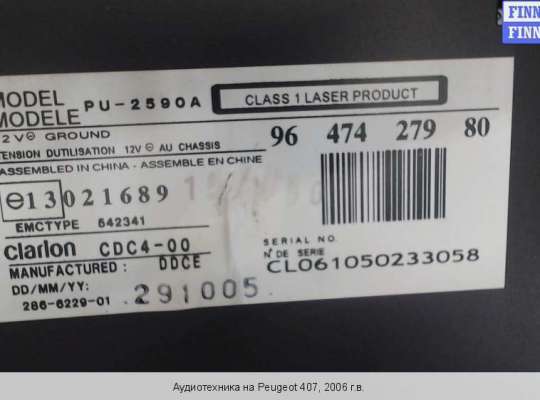 FINN
FINN
MODEL
MODELE PU-2590A
CLASS 1 LASER PRODUCT
12V⊖ GROUND
TENSION DUTILISATION 12V ⊖ AU CHASSIS
96 474 279 80
ASSEMBLED IN CHINA - ASSEMBLE EN CHINE
e13 021689
EMCTYPE 642341
Clarion CDC4-00
MANUFACTURED : DDCE
SERIAL NO.
N° DE SERIE
CL061050233058
DD/MM/YY:
286-6229-01 291005
Аудиотехника на Peugeot 407, 2006 г.в.